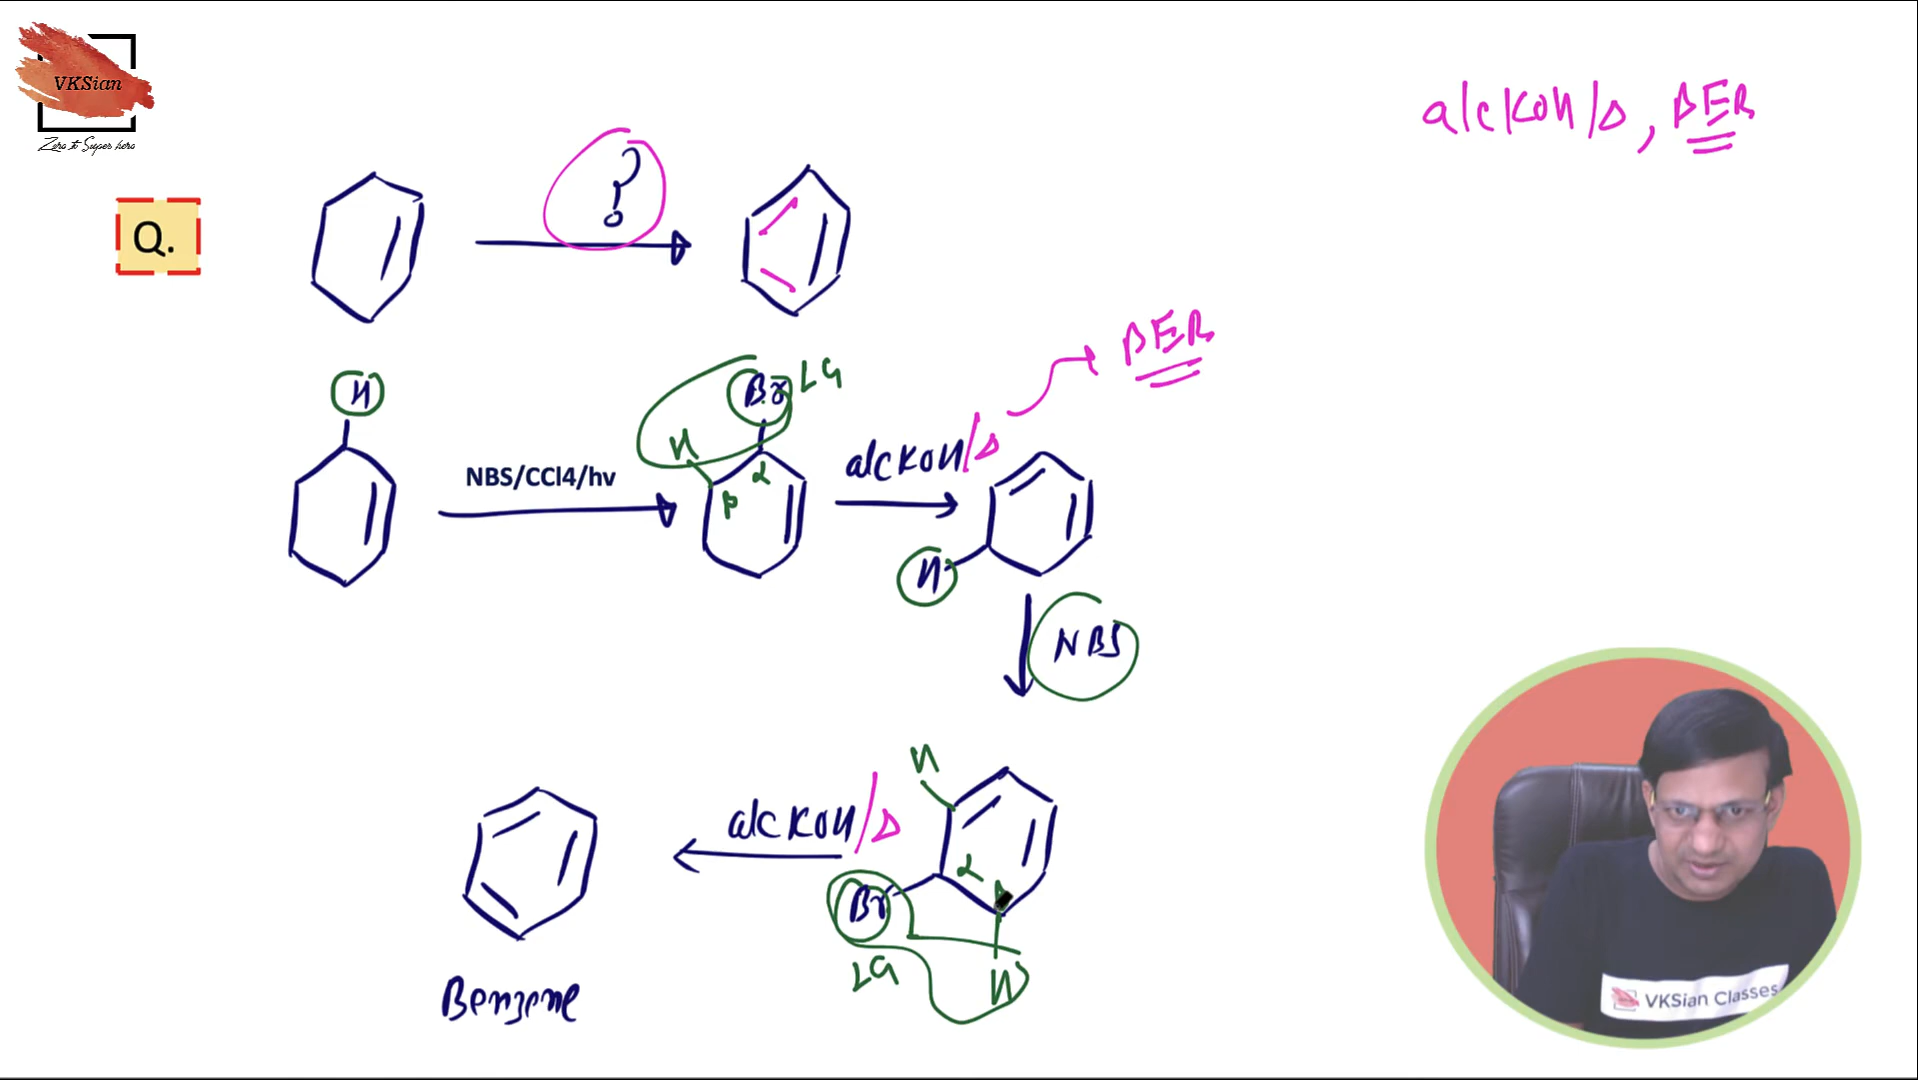 VKSian
Zero to Super hero
alcKOH/Δ, BER
?
Q.
BER
H
Br LG
H
α
β
NBS/CCl4/hv
alcKOH/Δ
H
NBS
H
alcKOH/Δ
α
β
Br
LG
H
Benzene
VKSian Classes